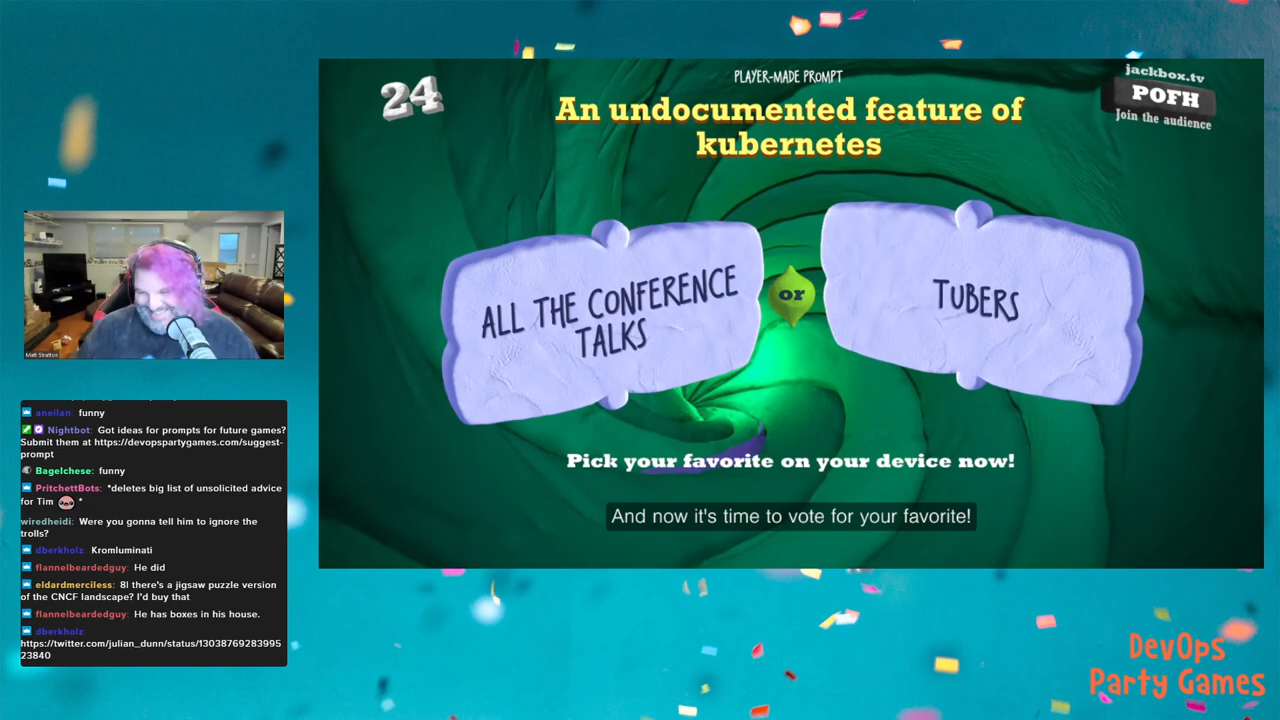 24
PLAYER-MADE PROMPT
An undocumented feature of
kubernetes
jackbox.tv
POFH
Join the audience
ALL THE CONFERENCE
TALKS
or
TUBERS
Pick your favorite on your device now!
And now it's time to vote for your favorite!
Matt Stratton
aneilan: funny
Nightbot: Got ideas for prompts for future games?
Submit them at https://devopspartygames.com/suggest-
prompt
Bagelchese: funny
PritchettBots: *deletes big list of unsolicited advice
for Tim *
wiredheidi: Were you gonna tell him to ignore the
trolls?
dberkholz: Kromluminati
flannelbeardedguy: He did
eldardmerciless: 8| there's a jigsaw puzzle version
of the CNCF landscape? I'd buy that
flannelbeardedguy: He has boxes in his house.
dberkholz:
https://twitter.com/julian_dunn/status/13038769283995
23840
DevOps
Party Games